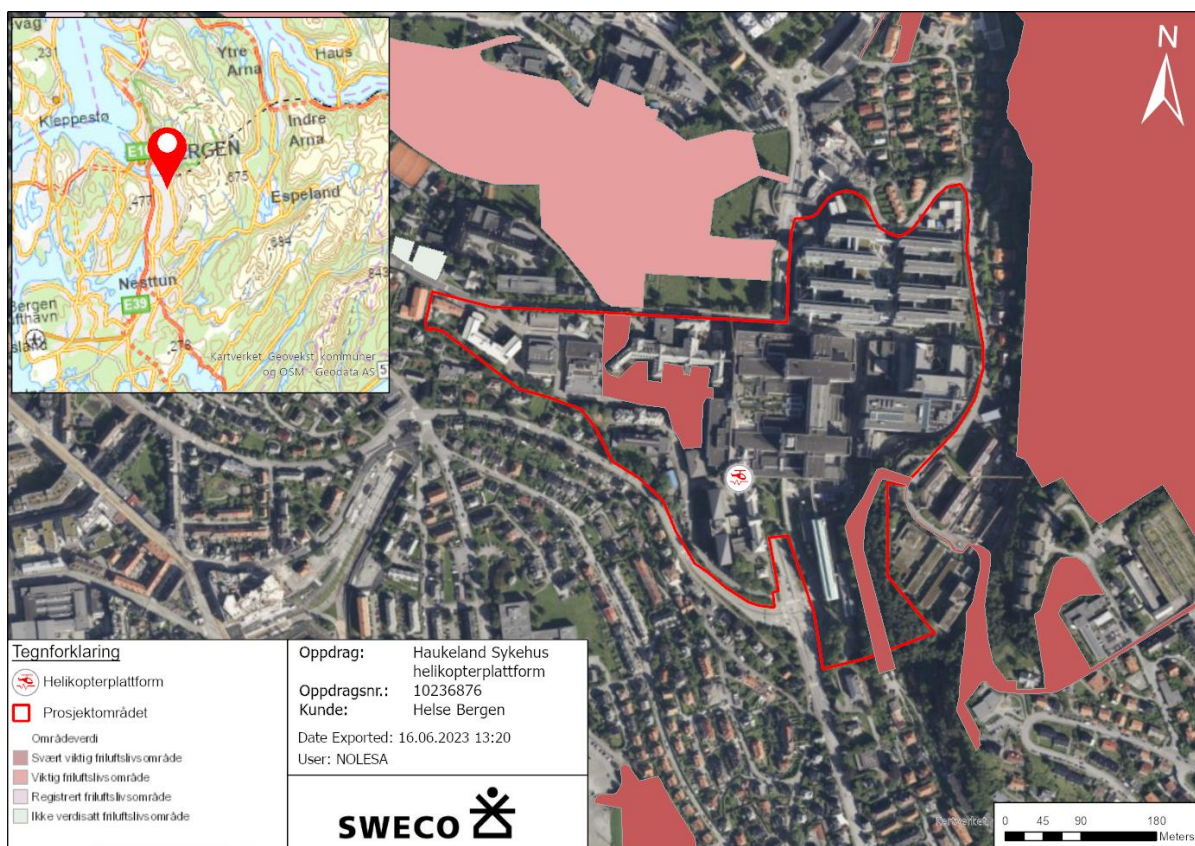 vag
231
Ytre
Arna
Haus
Kleppestø
Indre
Arna
BERGEN
675
Espeland
477
684
Nesttun
643
E39
Bergen
278
Kartverket, Geovekst, kommuner
og OSM - Geodata AS
N
Tegnforklaring
Helikopterplattform
Prosjektområdet
Områdeverdi
Svært viktig friluftslivsområde
Viktig friluftslivsområde
Registrert friluftslivsområde
Ikke verdisatt friluftslivsområde
Oppdrag: Haukeland Sykehus
helikopterplattform
Oppdragsnr.: 10236876
Kunde: Helse Bergen
Date Exported: 16.06.2023 13:20
User: NOLESA
SWECO
Kartverket,
0 45 90 180
Meters